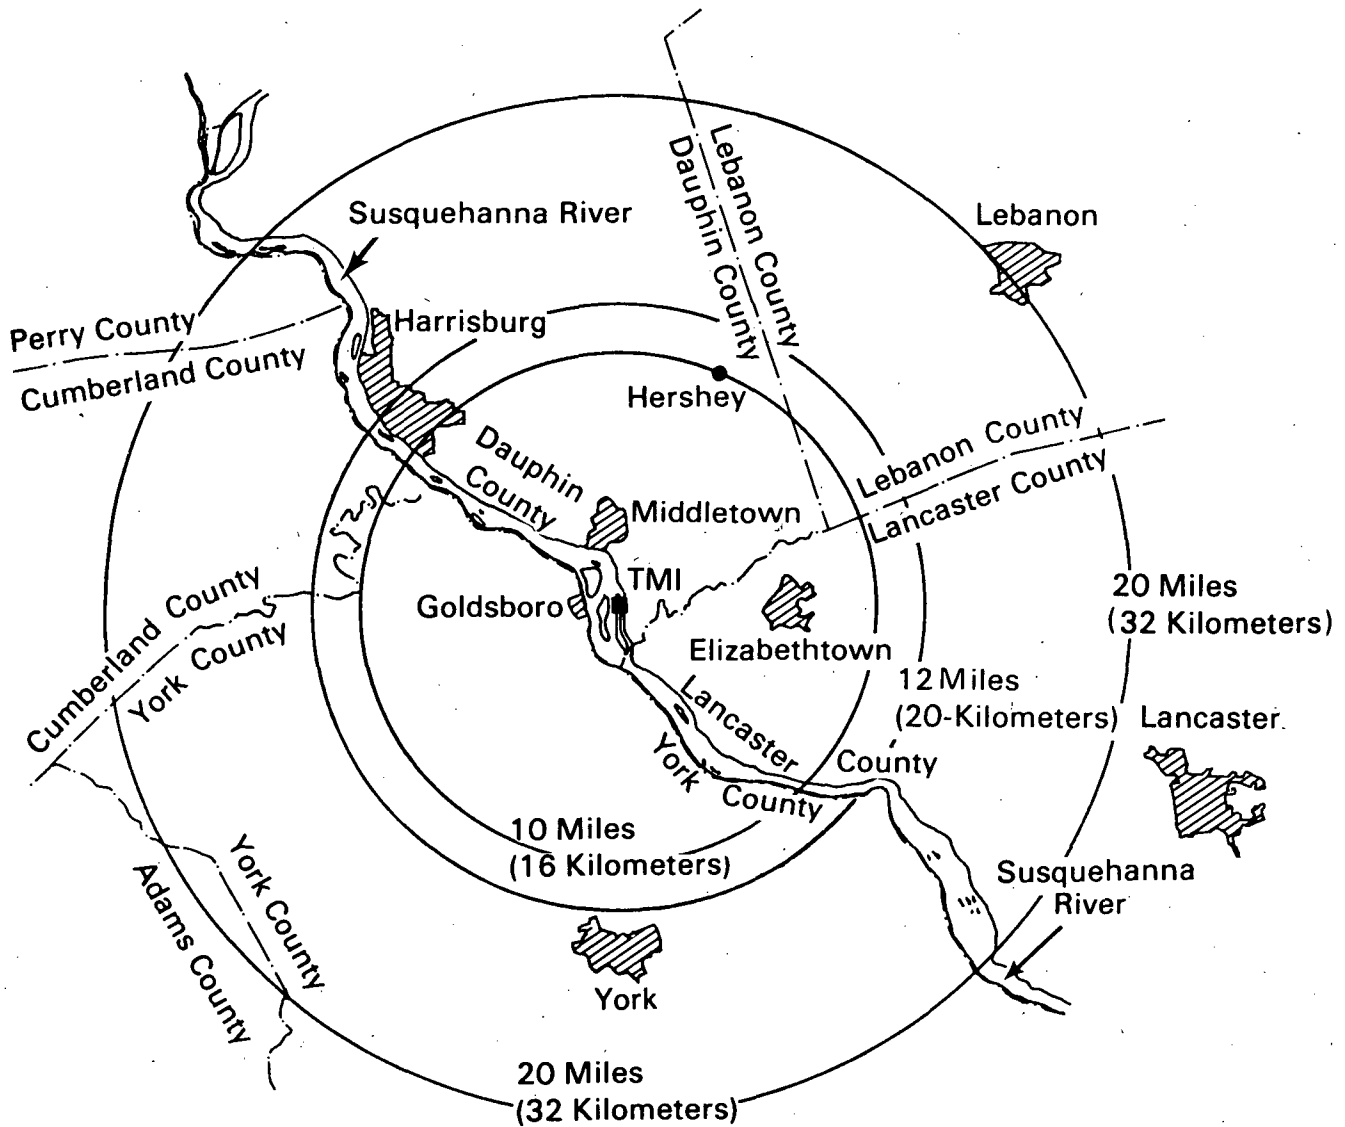 Susquehanna River
Lebanon County
Dauphin County
Lebanon
Perry County
Cumberland County
Harrisburg
Hershey
Dauphin
County
Lebanon County
Lancaster County
Middletown
TMI
Goldsboro
Elizabethtown
20 Miles
(32 Kilometers)
Cumberland County
York County
12 Miles
(20-Kilometers)
Lancaster
Lancaster County
York County
10 Miles
(16 Kilometers)
York County
Adams County
Susquehanna
River
York
20 Miles
(32 Kilometers)